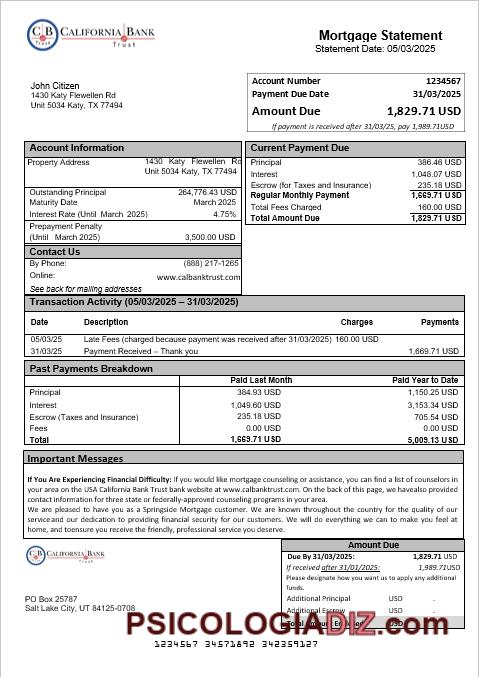 CB CALIFORNIA BANK
Trust
Mortgage Statement
Statement Date: 05/03/2025
John Citizen
1430 Katy Flewellen Rd
Unit 5034 Katy, TX 77494
Account Number 1234567
Payment Due Date 31/03/2025
Amount Due 1,829.71 USD
If payment is received after 31/03/25, pay 1,989.71USD
Account Information
Property Address 1430 Katy Flewellen Rd
Unit 5034 Katy, TX 77494
Outstanding Principal 264,776.43 USD
Maturity Date March 2025
Interest Rate (Until March 2025) 4.75%
Prepayment Penalty
(Until March 2025) 3,500.00 USD
Contact Us
By Phone: (888) 217-1265
Online: www.calbanktrust.com
See back for mailing addresses
Current Payment Due
Principal 386.46 USD
Interest 1,048.07 USD
Escrow (for Taxes and Insurance) 235.18 USD
Regular Monthly Payment 1,669.71 USD
Total Fees Charged 160.00 USD
Total Amount Due 1,829.71 USD
Transaction Activity (05/03/2025 – 31/03/2025)
Date Description Charges Payments
05/03/25 Late Fees (charged because payment was received after 31/03/2025) 160.00 USD
31/03/25 Payment Received – Thank you 1,669.71 USD
Past Payments Breakdown
Paid Last Month Paid Year to Date
Principal 384.93 USD 1,150.25 USD
Interest 1,049.60 USD 3,153.34 USD
Escrow (Taxes and Insurance) 235.18 USD 705.54 USD
Fees 0.00 USD 0.00 USD
Total 1,669.71 USD 5,009.13 USD
Important Messages
If You Are Experiencing Financial Difficulty: If you would like mortgage counseling or assistance, you can find a list of counselors in
your area on the USA California Bank Trust bank website at www.calbanktrust.com. On the back of this page, we havealso provided
contact information for three state or federally-approved counseling programs in your area.
We are pleased to have you as a Springside Mortgage customer. We are known throughout the country for the quality of our
serviceand our dedication to providing financial security for our customers. We will do everything we can to make you feel at
home, and toensure you receive the friendly, professional service you deserve.
CB CALIFORNIA BANK
Trust
PO Box 25787
Salt Lake City, UT 84125-0708
Amount Due
Due By 31/03/2025: 1,829.71 USD
If received after 31/01/2025: 1,989.71USD
Please designate how you want us to apply any additional
funds.
Additional Principal USD .
Additional Escrow USD .
Total Amount Enclosed USD
PSICOLOGIADIZ.com
1234567 34571892 342359127